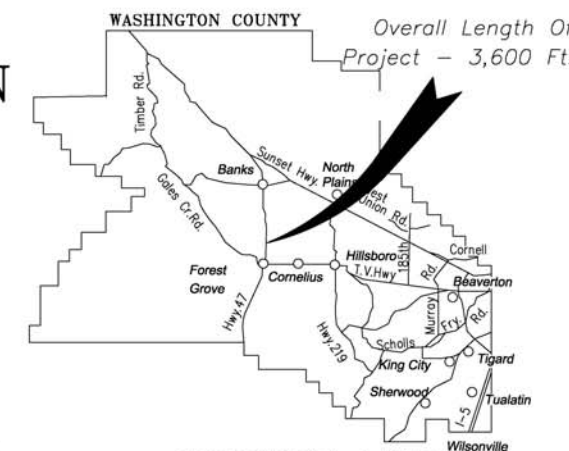 WASHINGTON COUNTY
Overall Length Of
Project - 3,600 Ft.
N
Timber Rd.
Banks
Sunset Hwy.
North
Plains
West
Union Rd.
Gales Cr.Rd.
185th
Cornell
Rd.
Hillsboro
T.V.Hwy
Beaverton
Forest
Grove
Cornelius
Hwy.47
Hwy.219
Murray
Fry.
Rd.
Scholls
King City
Tigard
Sherwood
I-5
Tualatin
Wilsonville